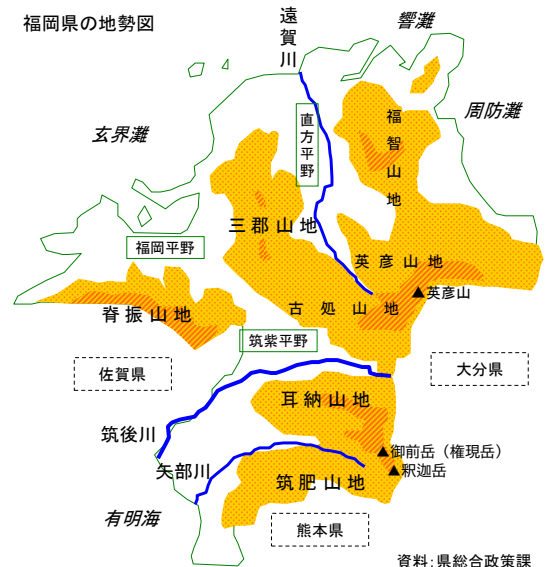 福岡県の地勢図
響灘
遠賀川
周防灘
玄界灘
直方平野
福智山地
三郡山地
福岡平野
英彦山地
▲英彦山
古処山地
脊振山地
筑紫平野
佐賀県
大分県
耳納山地
筑後川
▲御前岳（権現岳）
矢部川
▲釈迦岳
筑肥山地
有明海
熊本県
資料：県総合政策課